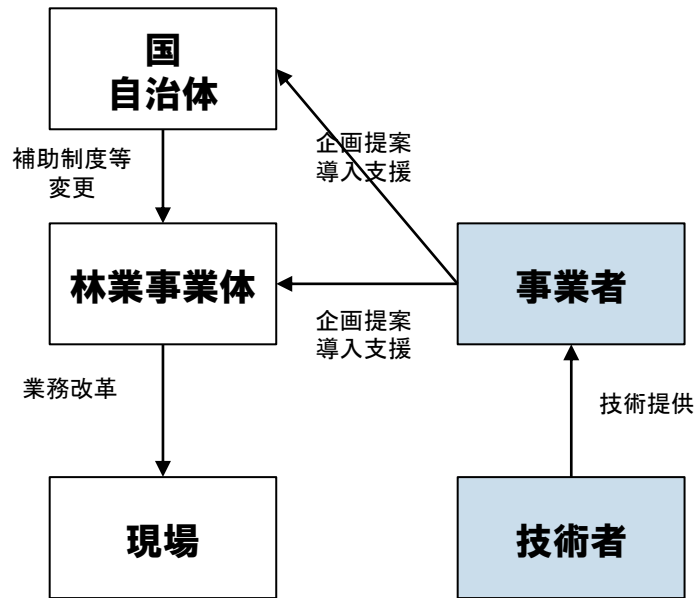 国
自治体
企画提案
導入支援
補助制度等
変更
林業事業体
事業者
企画提案
導入支援
業務改革
技術提供
現場
技術者